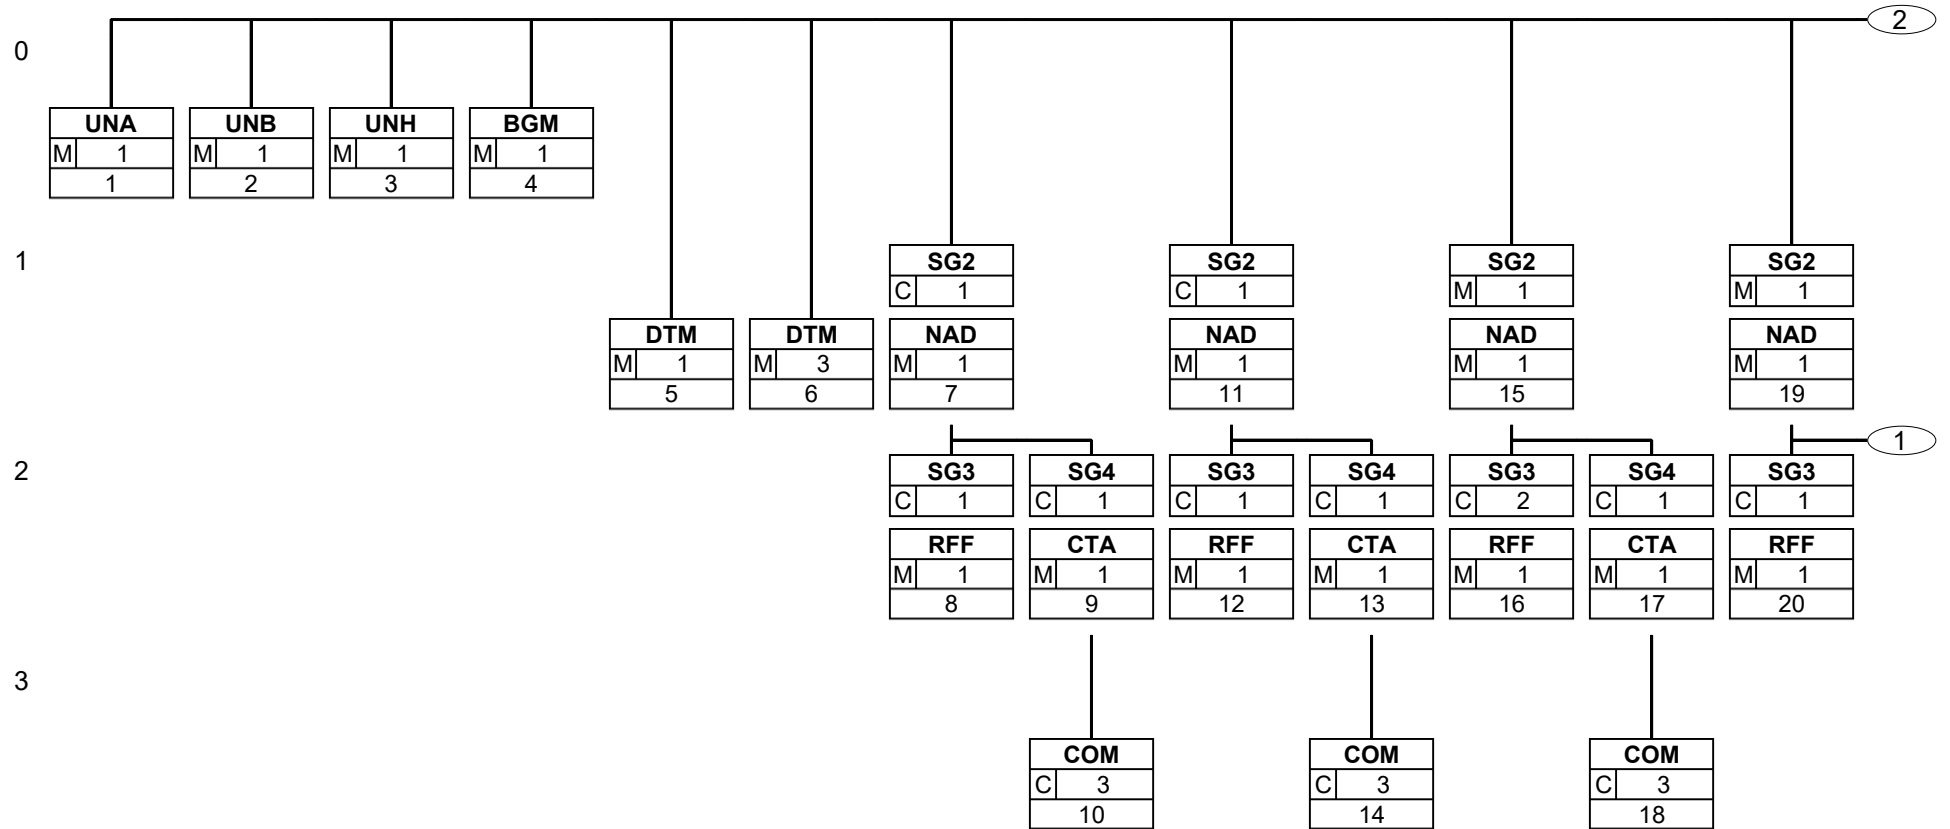 2
0
UNA UNB UNH BGM
M 1 M 1 M 1 M 1
1 2 3 4
1
SG2 SG2 SG2 SG2
C 1 C 1 M 1 M 1
DTM DTM NAD NAD NAD NAD
M 1 M 3 M 1 M 1 M 1 M 1
5 6 7 11 15 19
1
2
SG3 SG4 SG3 SG4 SG3 SG4 SG3
C 1 C 1 C 1 C 1 C 2 C 1 C 1
RFF CTA RFF CTA RFF CTA RFF
M 1 M 1 M 1 M 1 M 1 M 1 M 1
8 9 12 13 16 17 20
3
COM COM COM
C 3 C 3 C 3
10 14 18